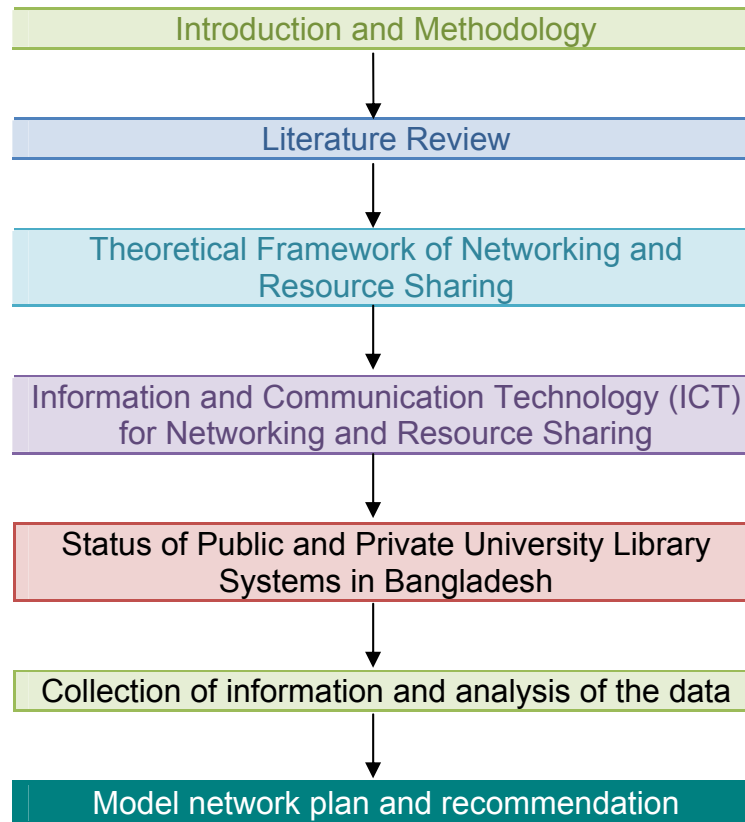 Introduction and Methodology
Literature Review
Theoretical Framework of Networking and
Resource Sharing
Information and Communication Technology (ICT)
for Networking and Resource Sharing
Status of Public and Private University Library
Systems in Bangladesh
Collection of information and analysis of the data
Model network plan and recommendation